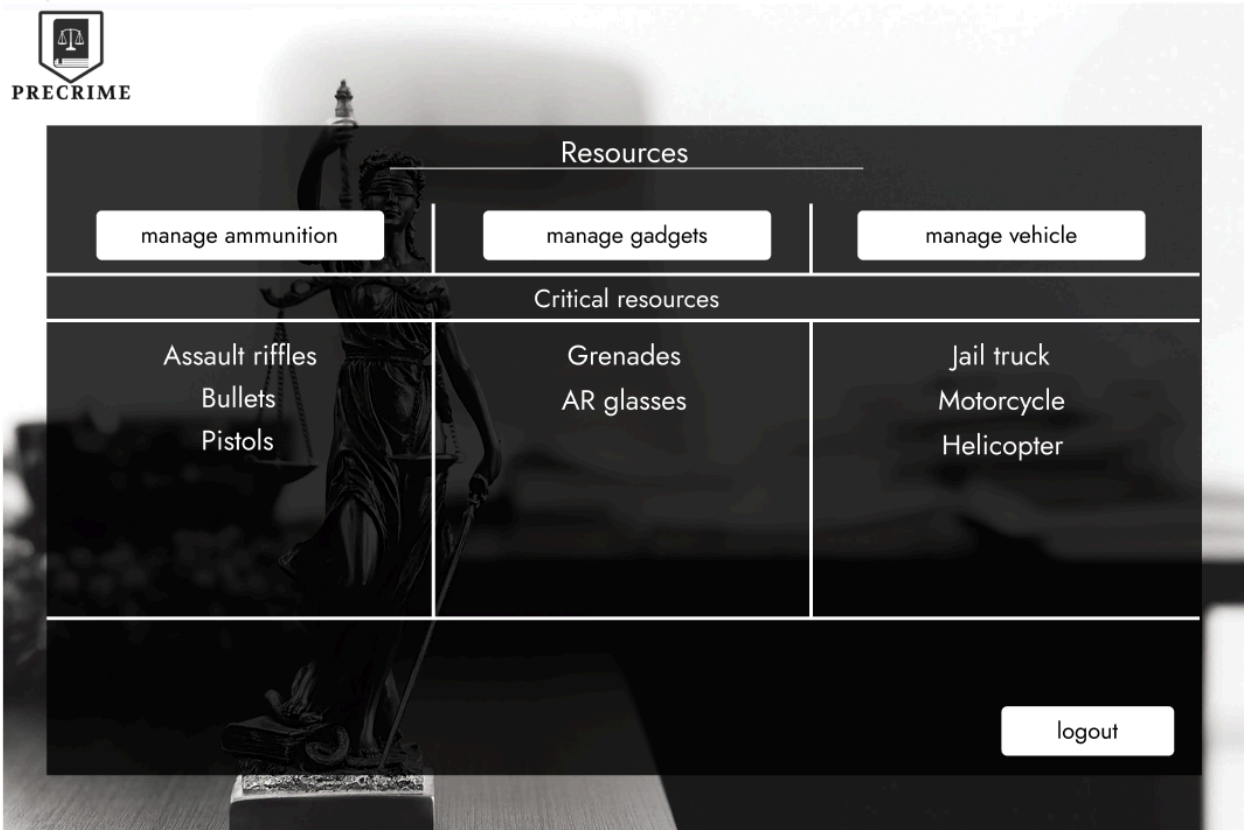 PRECRIME
Resources
manage ammunition
manage gadgets
manage vehicle
Critical resources
Assault riffles
Bullets
Pistols
Grenades
AR glasses
Jail truck
Motorcycle
Helicopter
logout